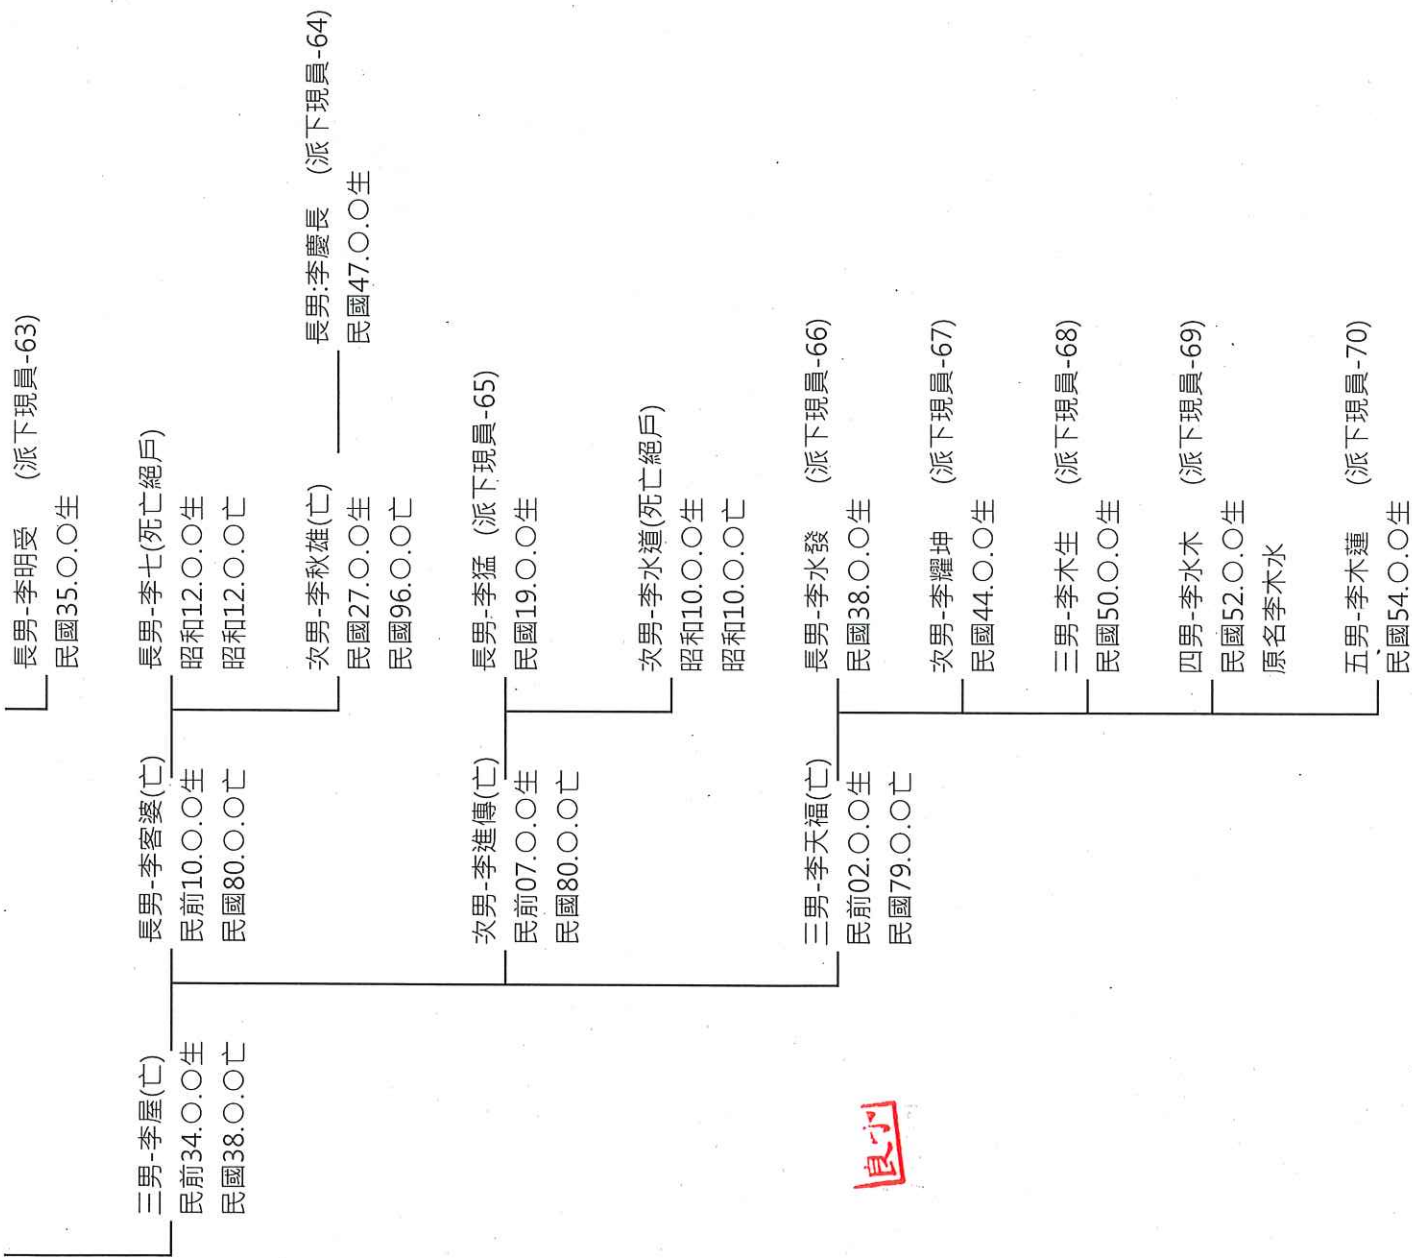 長男-李明受 (派下現員-63)
民國35.○.○生
三男-李屋(亡)
民前34.○.○生
民國38.○.○亡
長男-李客婆(亡)
民前10.○.○生
民國80.○.○亡
長男-李七(死亡絕戶)
昭和12.○.○生
昭和12.○.○亡
次男-李秋雄(亡)
民國27.○.○生
民國96.○.○亡
長男:李慶長 (派下現員-64)
民國47.○.○生
次男-李進傳(亡)
民前07.○.○生
民國80.○.○亡
長男-李猛 (派下現員-65)
民國19.○.○生
次男-李水道(死亡絕戶)
昭和10.○.○生
昭和10.○.○亡
三男-李天福(亡)
民前02.○.○生
民國79.○.○亡
長男-李水發 (派下現員-66)
民國38.○.○生
次男-李耀坤 (派下現員-67)
民國44.○.○生
三男-李木生 (派下現員-68)
民國50.○.○生
四男-李水木 (派下現員-69)
民國52.○.○生
原名李木水
五男-李木蓮 (派下現員-70)
民國54.○.○生